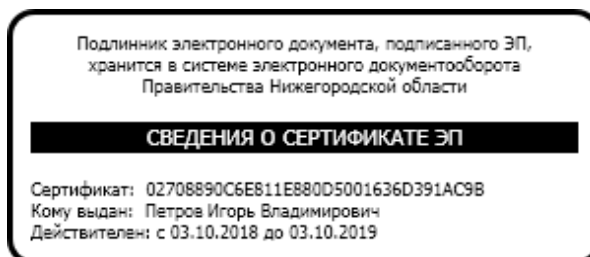 Подлинник электронного документа, подписанного ЭП,
хранится в системе электронного документооборота
Правительства Нижегородской области
СВЕДЕНИЯ О СЕРТИФИКАТЕ ЭП
Сертификат: 02708890C6E811E880D5001636D391AC9B
Кому выдан: Петров Игорь Владимирович
Действителен: с 03.10.2018 до 03.10.2019